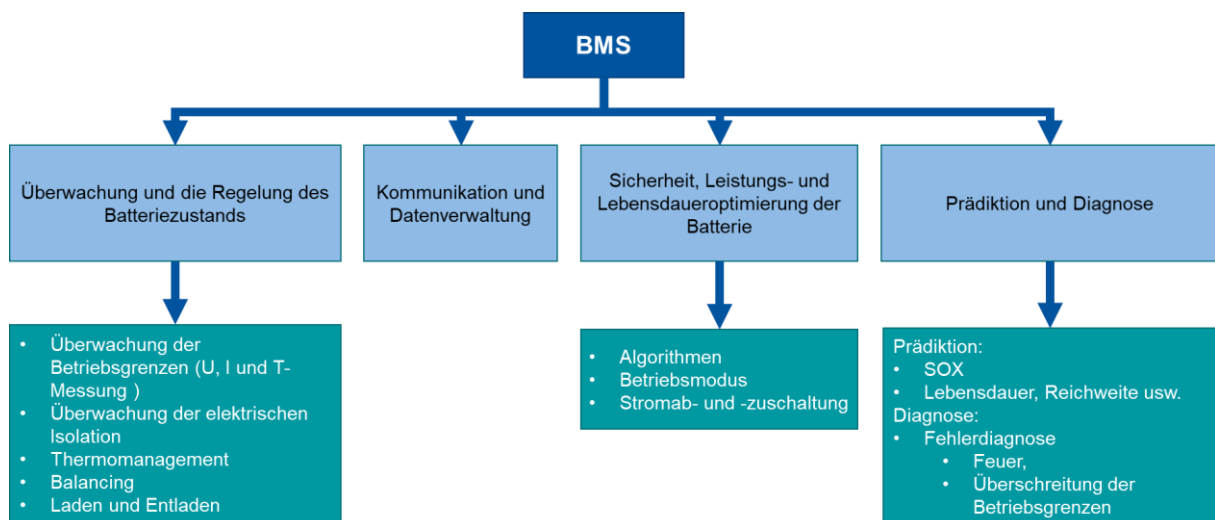 BMS
Überwachung und die Regelung des
Batteriezustands
Kommunikation und
Datenverwaltung
Sicherheit, Leistungs- und
Lebensdaueroptimierung der
Batterie
Prädiktion und Diagnose
• Überwachung der
Betriebsgrenzen (U, I und T-
Messung )
• Überwachung der elektrischen
Isolation
• Thermomanagement
• Balancing
• Laden und Entladen
• Algorithmen
• Betriebsmodus
• Stromab- und -zuschaltung
Prädiktion:
• SOX
• Lebensdauer, Reichweite usw.
Diagnose:
• Fehlerdiagnose
• Feuer,
• Überschreitung der
Betriebsgrenzen